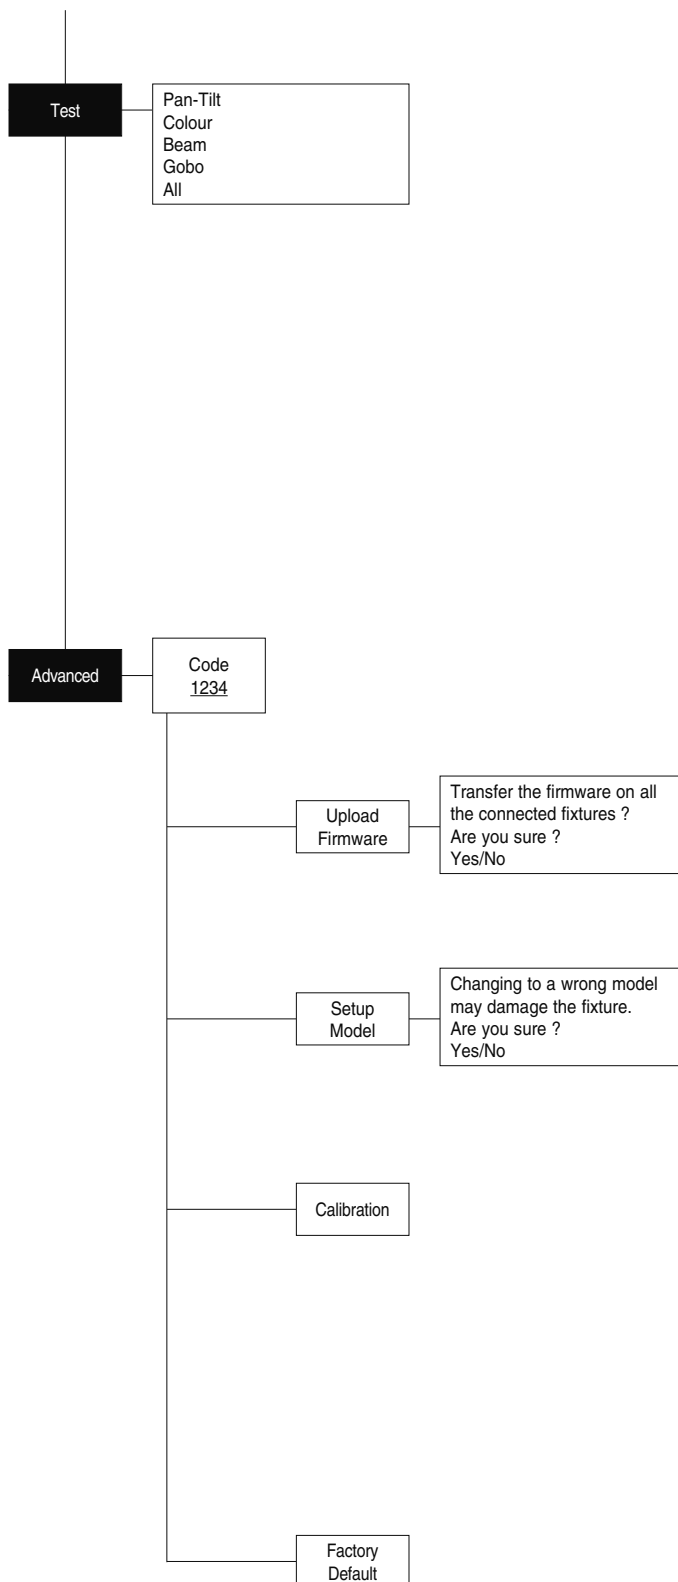 Test
Pan-Tilt
Colour
Beam
Gobo
All
Advanced
Code
1234
Upload
Firmware
Transfer the firmware on all
the connected fixtures ?
Are you sure ?
Yes/No
Setup
Model
Changing to a wrong model
may damage the fixture.
Are you sure ?
Yes/No
Calibration
Factory
Default